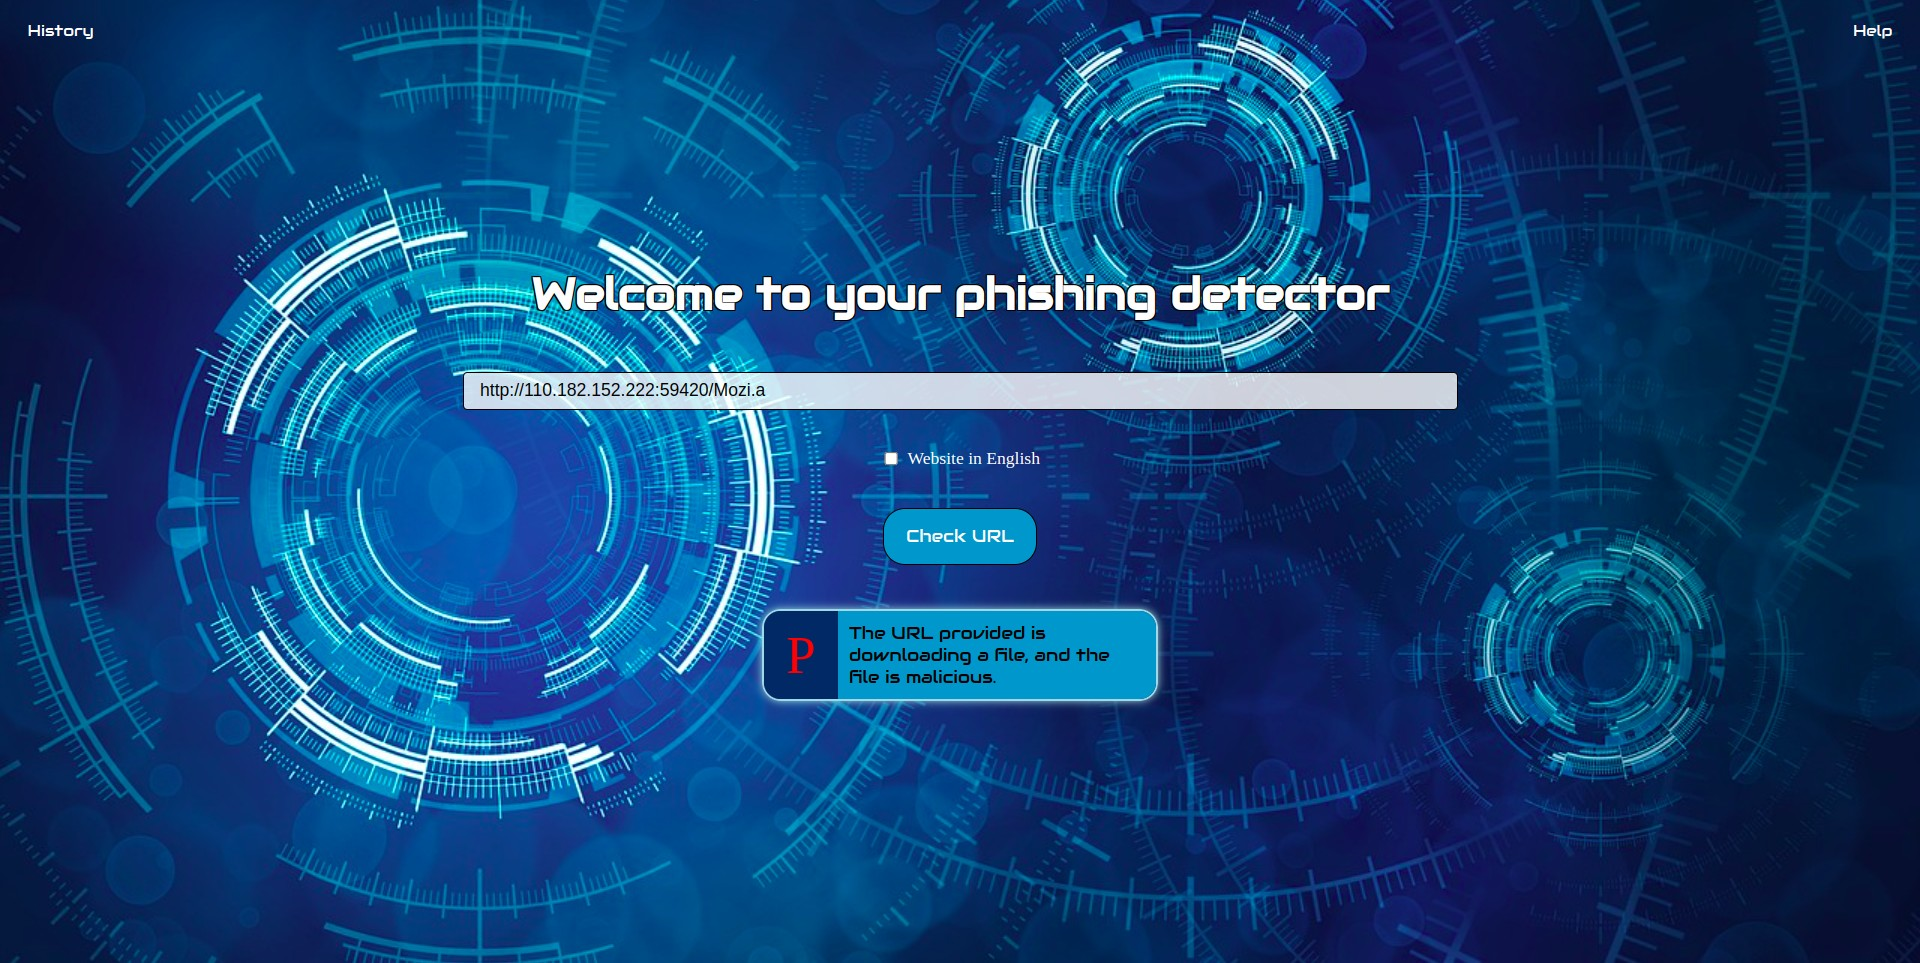 History
Help
Welcome to your phishing detector
http://110.182.152.222:59420/Mozi.a
Website in English
Check URL
P
The URL provided is
downloading a file, and the
file is malicious.